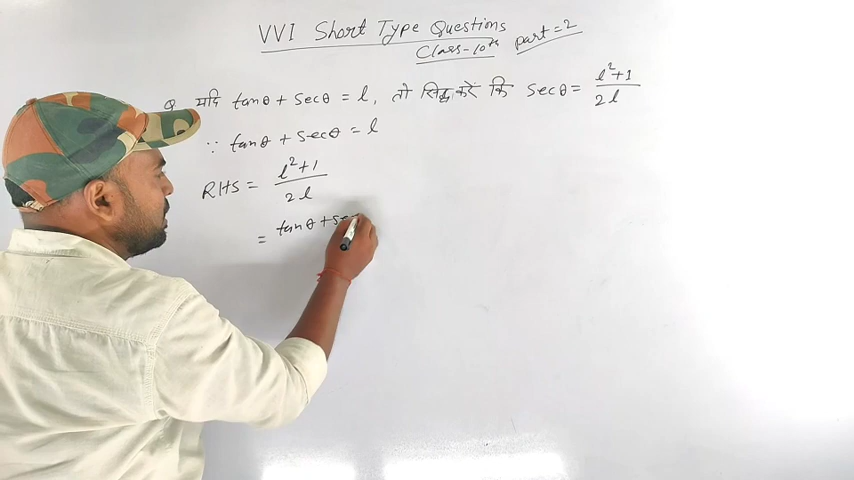 VVI Short Type Questions
Class-10th part=2
Q यदि tanθ + Secθ = l, तो सिद्ध करें कि Secθ = (l²+1)/(2l)
∵ tanθ + Secθ = l
RHS = (l²+1)/(2l)
= tanθ + Sec